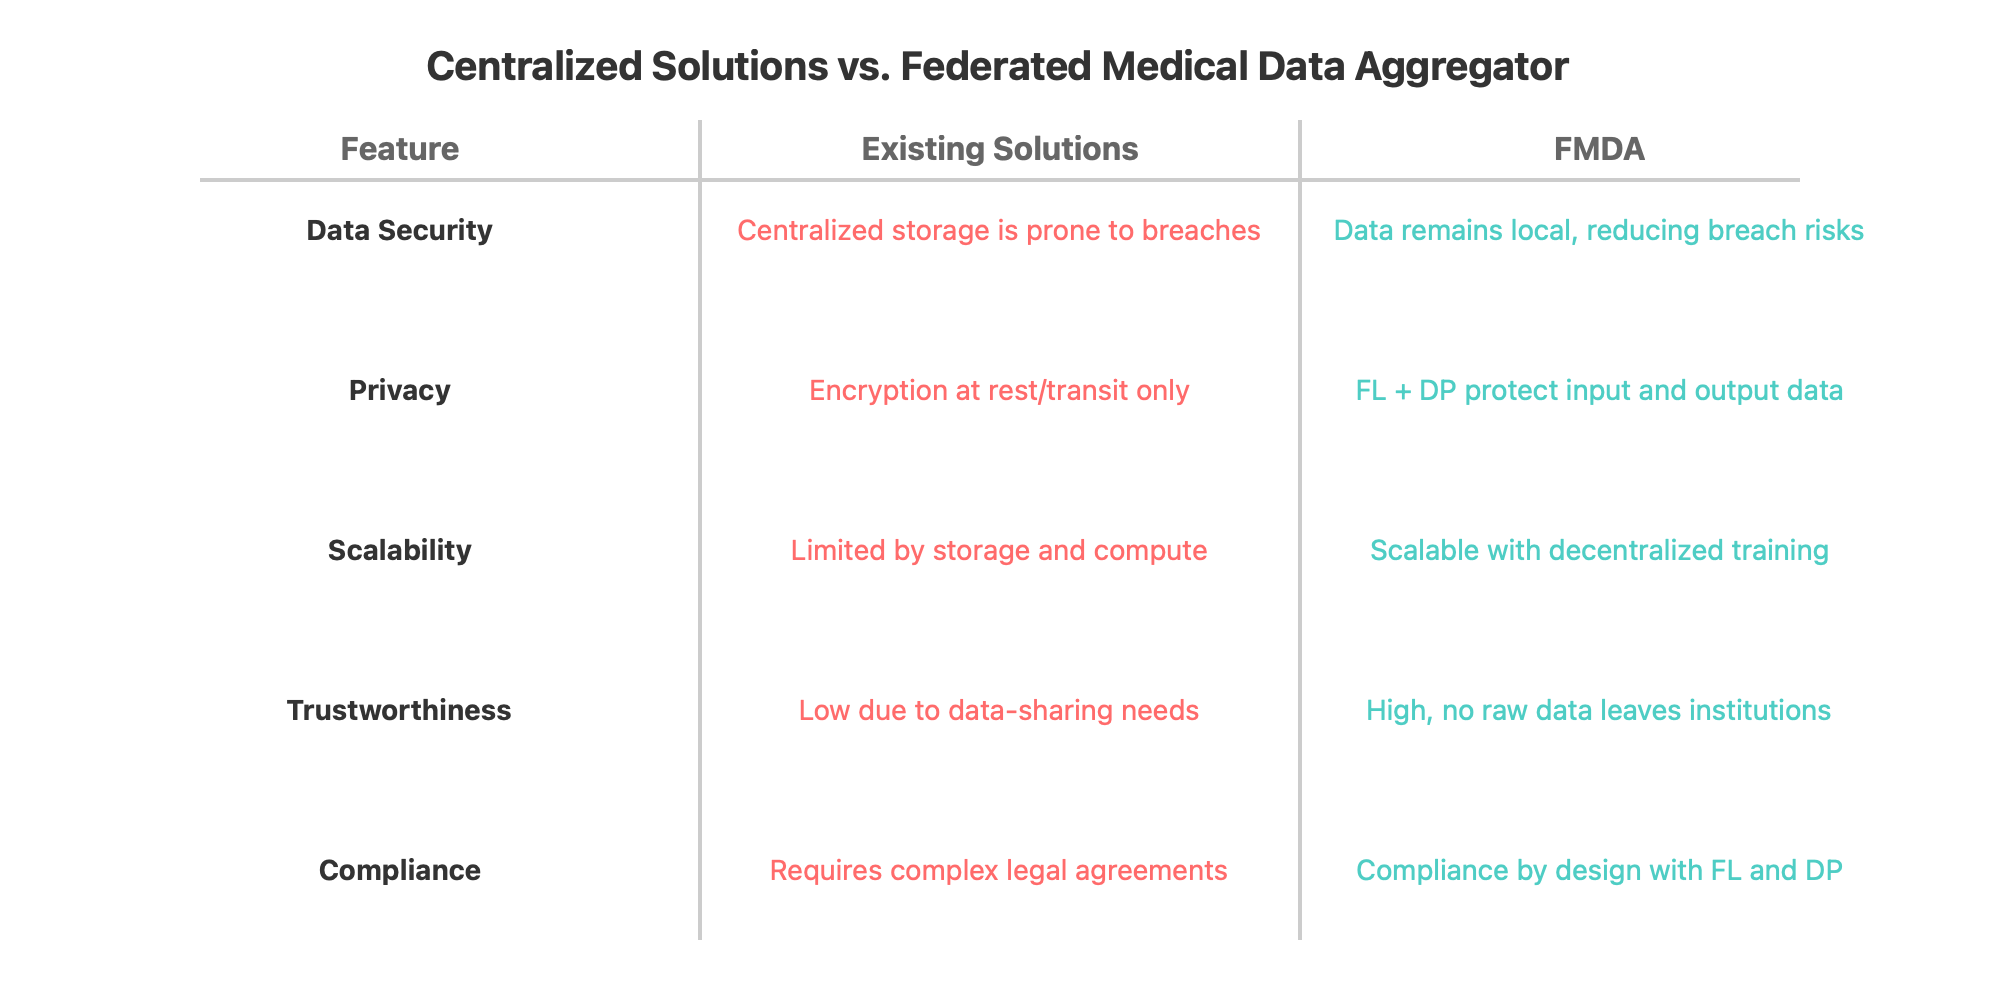 Centralized Solutions vs. Federated Medical Data Aggregator
Feature
Existing Solutions
FMDA
Data Security
Centralized storage is prone to breaches
Data remains local, reducing breach risks
Privacy
Encryption at rest/transit only
FL + DP protect input and output data
Scalability
Limited by storage and compute
Scalable with decentralized training
Trustworthiness
Low due to data-sharing needs
High, no raw data leaves institutions
Compliance
Requires complex legal agreements
Compliance by design with FL and DP